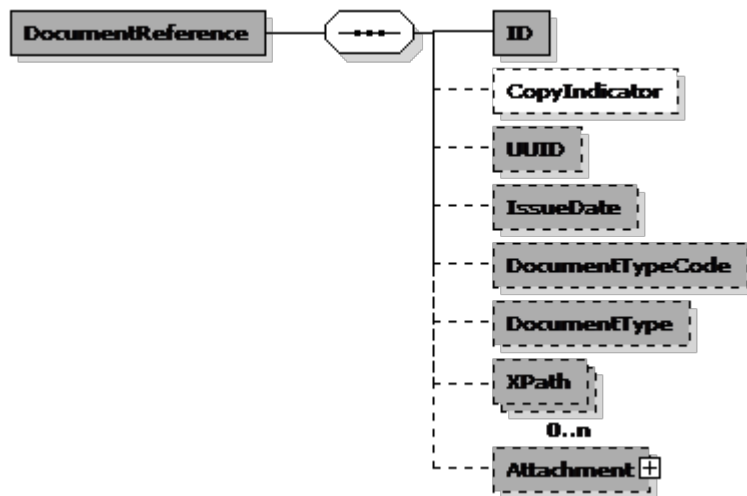 DocumentReference
ID
CopyIndicator
UUID
IssueDate
DocumentTypeCode
DocumentType
XPath
0..n
Attachment